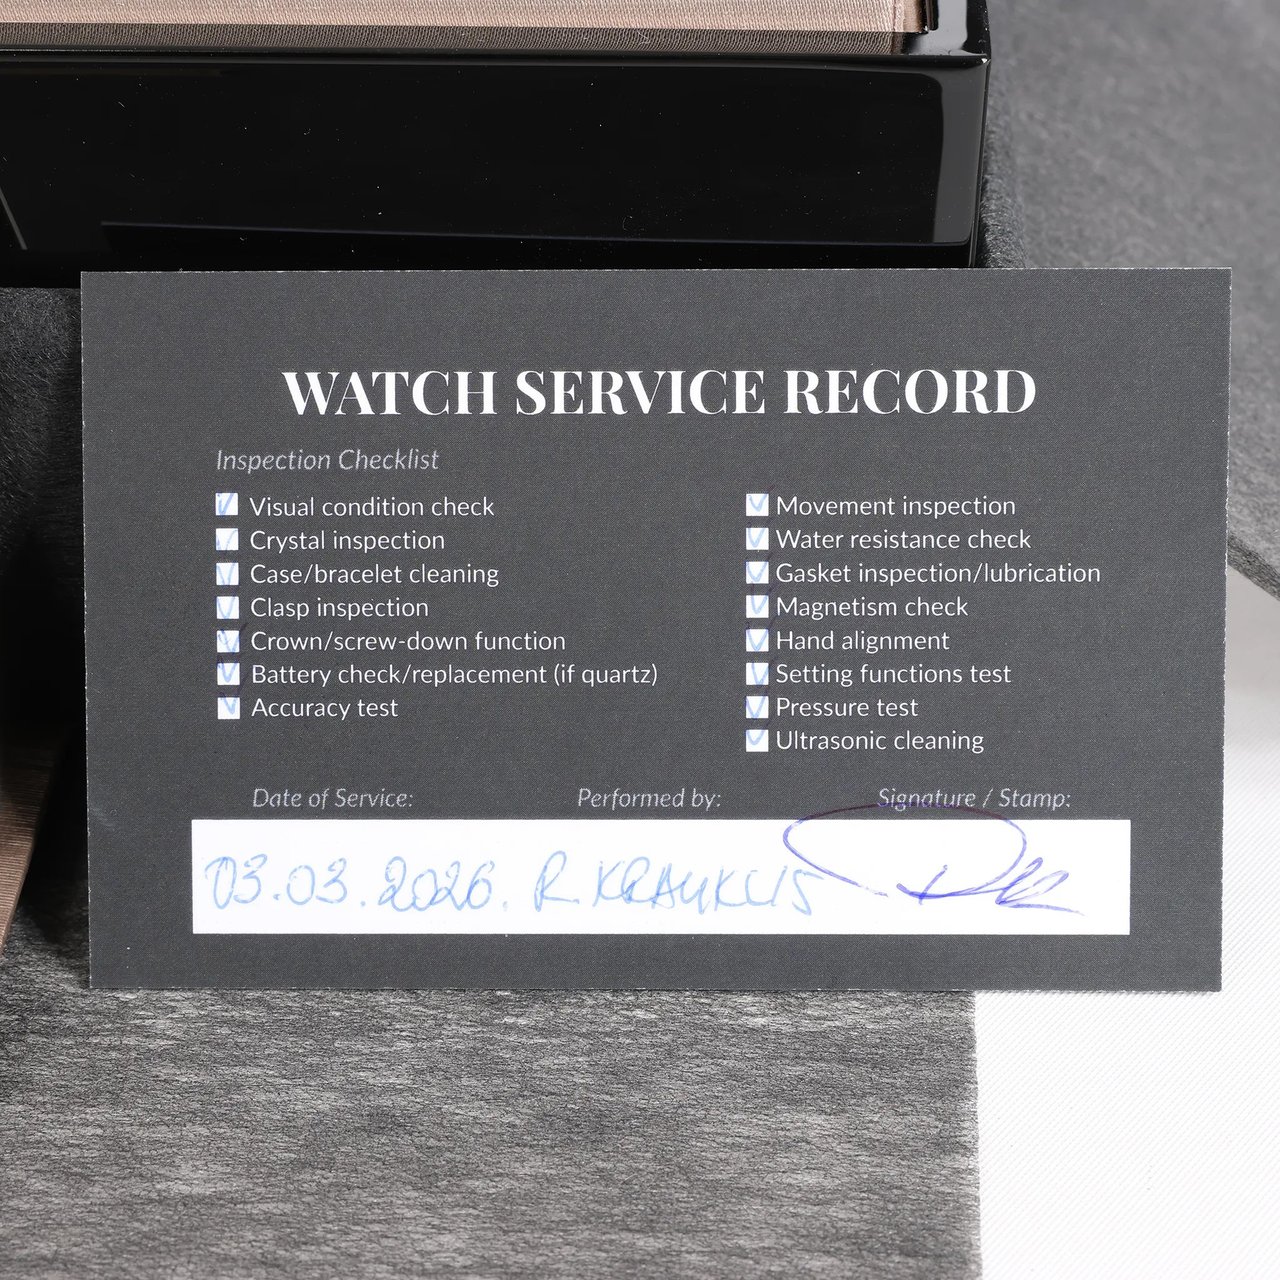 WATCH SERVICE RECORD
Inspection Checklist
Visual condition check
Crystal inspection
Case/bracelet cleaning
Clasp inspection
Crown/screw-down function
Battery check/replacement (if quartz)
Accuracy test
Movement inspection
Water resistance check
Gasket inspection/lubrication
Magnetism check
Hand alignment
Setting functions test
Pressure test
Ultrasonic cleaning
Date of Service: Performed by: Signature / Stamp:
03.03.2026. R. KRAUKLIS